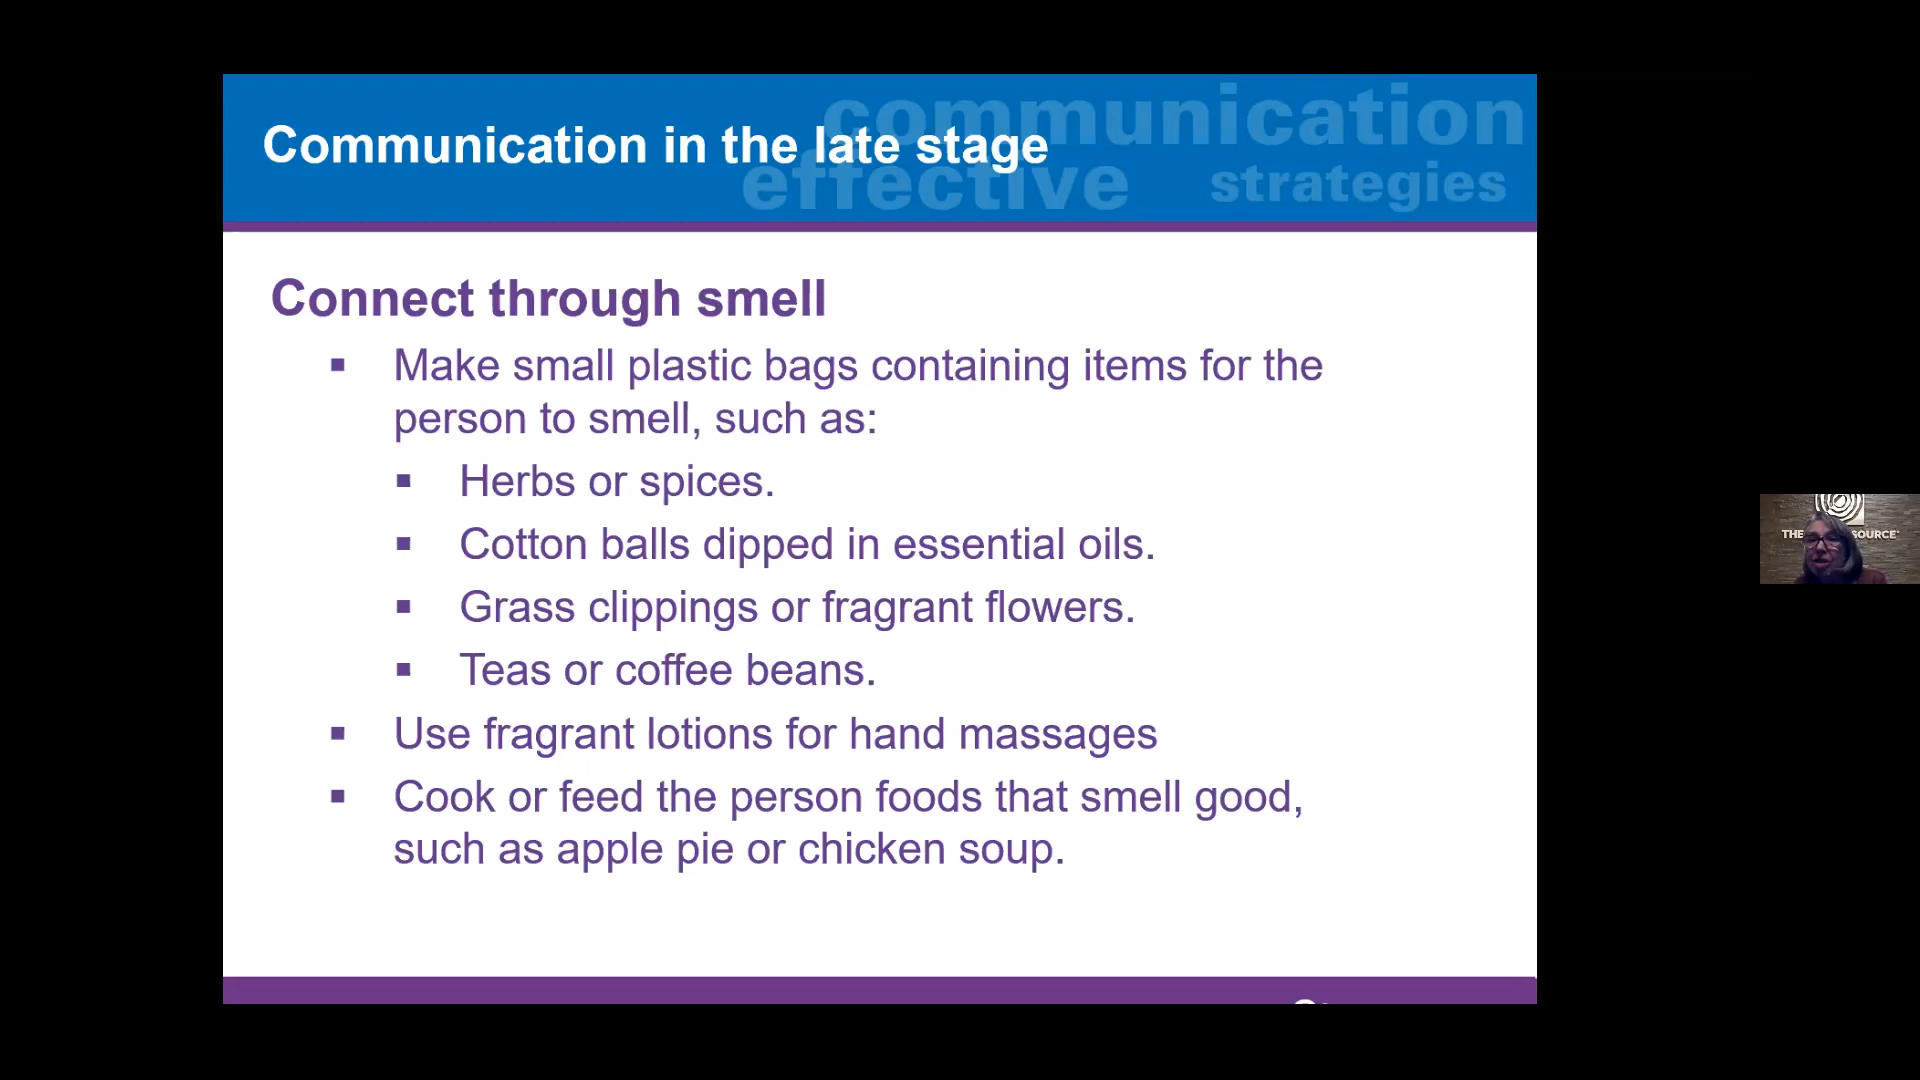 communication
Communication in the late stage
effective strategies
Connect through smell
▪ Make small plastic bags containing items for the
person to smell, such as:
▪ Herbs or spices.
▪ Cotton balls dipped in essential oils.
▪ Grass clippings or fragrant flowers.
▪ Teas or coffee beans.
▪ Use fragrant lotions for hand massages
▪ Cook or feed the person foods that smell good,
such as apple pie or chicken soup.
THE SOURCE